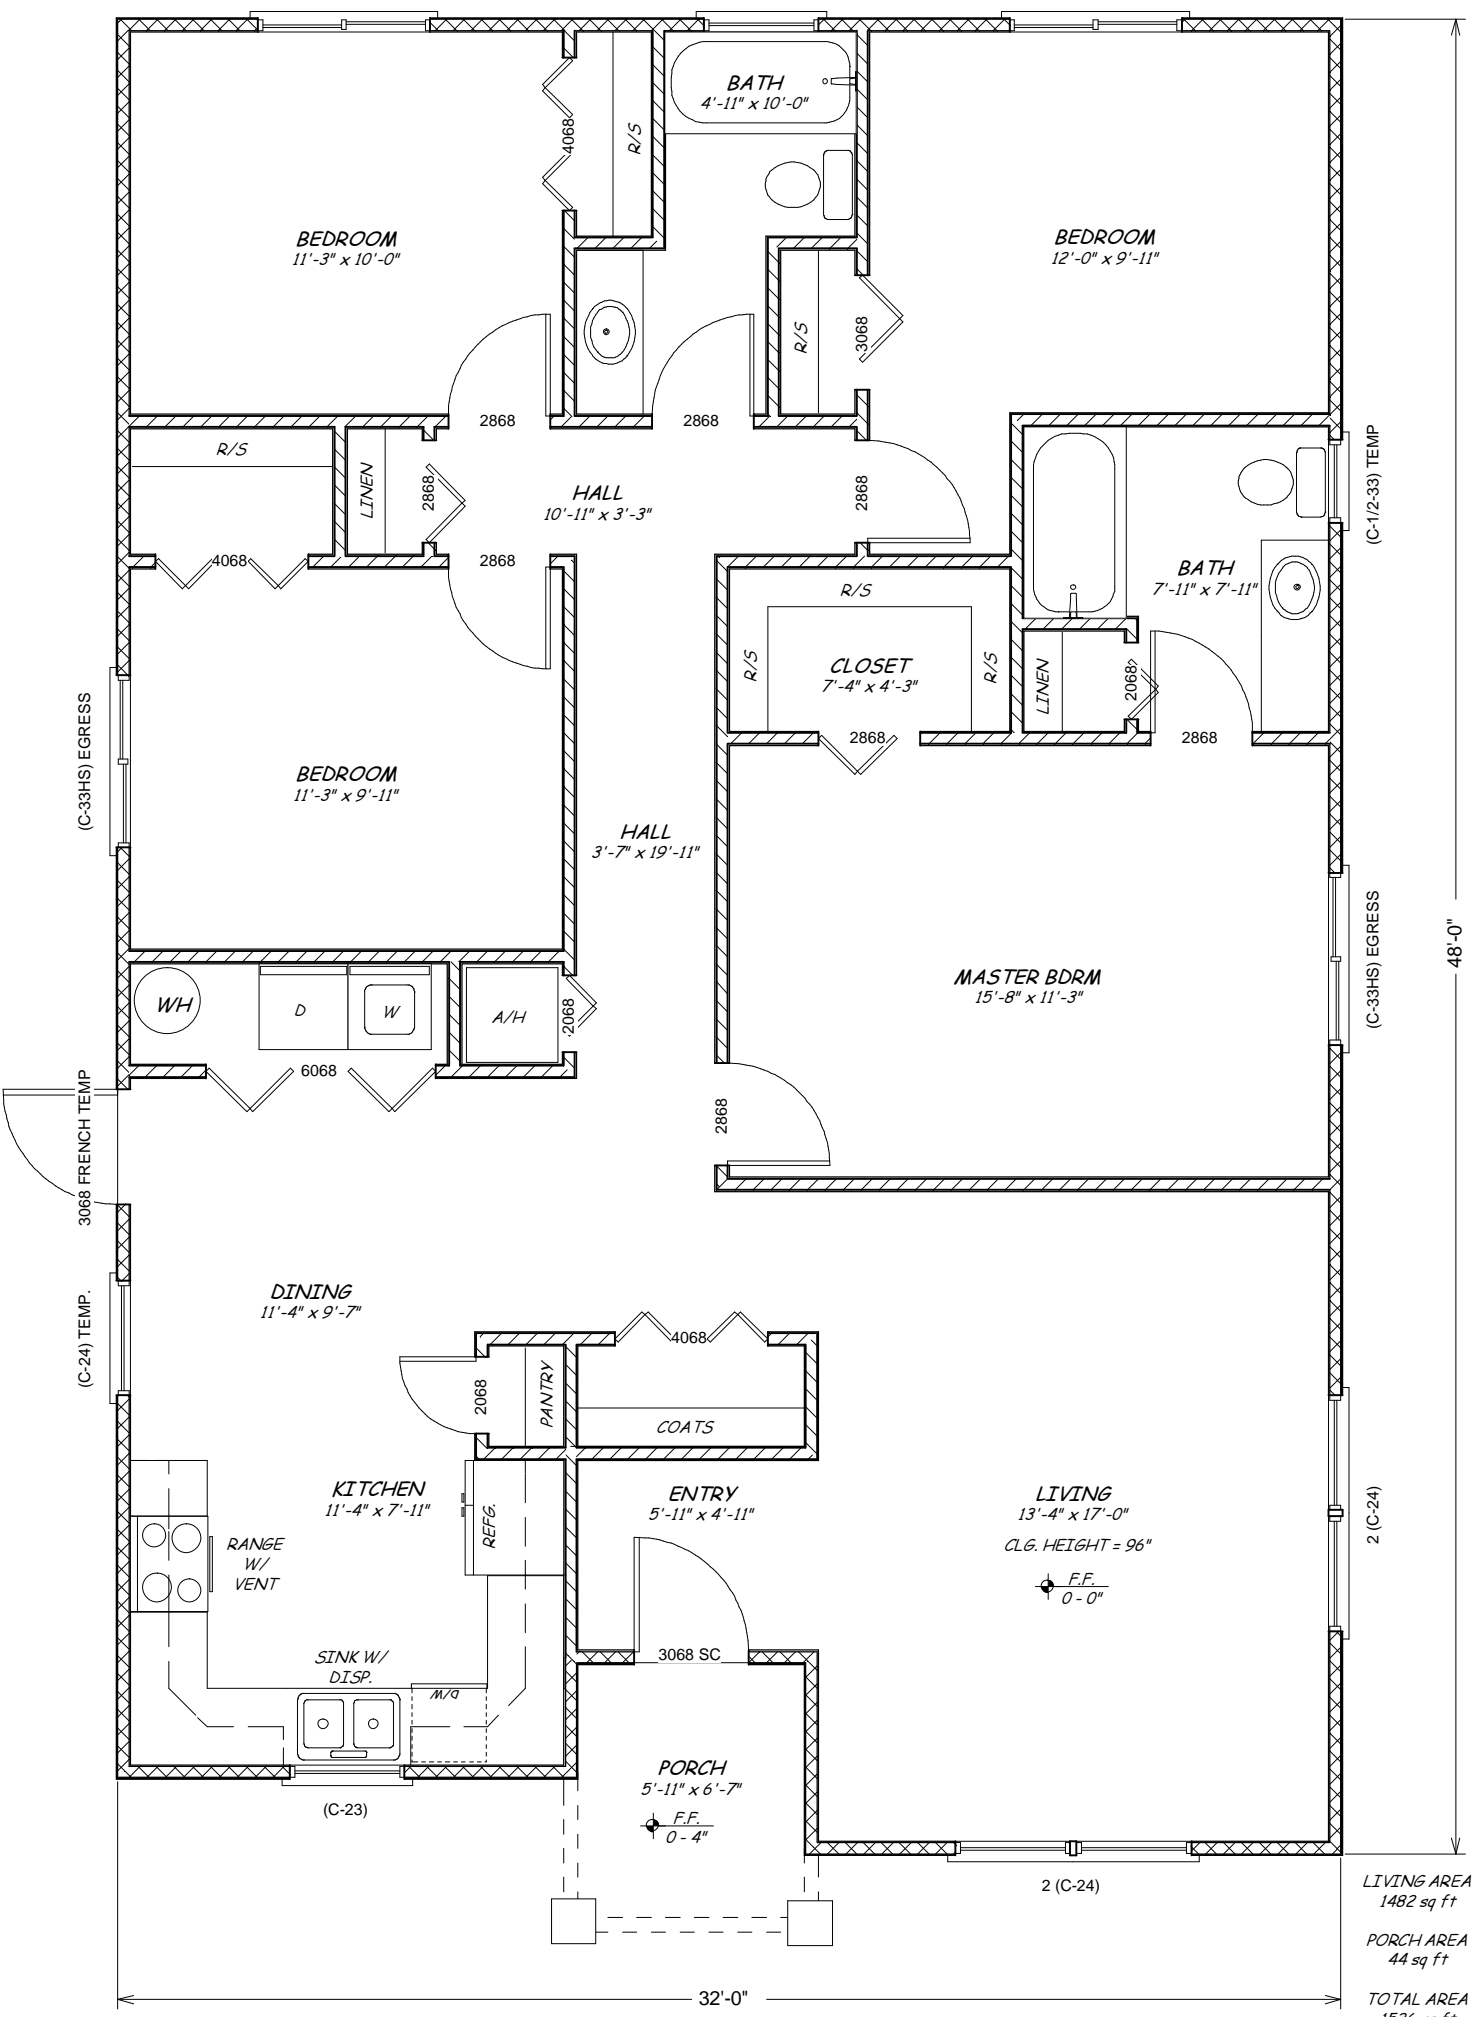 BATH
4'-11" x 10'-0"
4068
R/S
BEDROOM
11'-3" x 10'-0"
BEDROOM
12'-0" x 9'-11"
R/S
3068
2868
2868
R/S
LINEN
2868
HALL
10'-11" x 3'-3"
2868
(C-1/2-33) TEMP
4068
2868
R/S
BATH
7'-11" x 7'-11"
R/S
CLOSET
7'-4" x 4'-3"
R/S
LINEN
2068
2868
2868
(C-33HS) EGRESS
BEDROOM
11'-3" x 9'-11"
HALL
3'-7" x 19'-11"
48'-0"
MASTER BDRM
15'-8" x 11'-3"
(C-33HS) EGRESS
WH
D
W
A/H
2068
6068
3068 FRENCH TEMP
2868
DINING
11'-4" x 9'-7"
(C-24) TEMP.
4068
2068
PANTRY
COATS
KITCHEN
11'-4" x 7'-11"
REFG.
ENTRY
5'-11" x 4'-11"
LIVING
13'-4" x 17'-0"
CLG. HEIGHT = 96"
F.F.
0 - 0"
2 (C-24)
RANGE
W/
VENT
3068 SC
SINK W/
DISP.
D/W
PORCH
5'-11" x 6'-7"
F.F.
0 - 4"
(C-23)
2 (C-24)
LIVING AREA
1482 sq ft
PORCH AREA
44 sq ft
TOTAL AREA
32'-0"